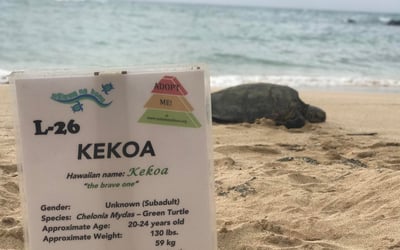 ADOPT
ME!
L-26
KEKOA
Hawaiian name: Kekoa
"the brave one"
Gender: Unknown (Subadult)
Species: Chelonia Mydas – Green Turtle
Approximate Age: 20-24 years old
Approximate Weight: 130 lbs.
59 kg